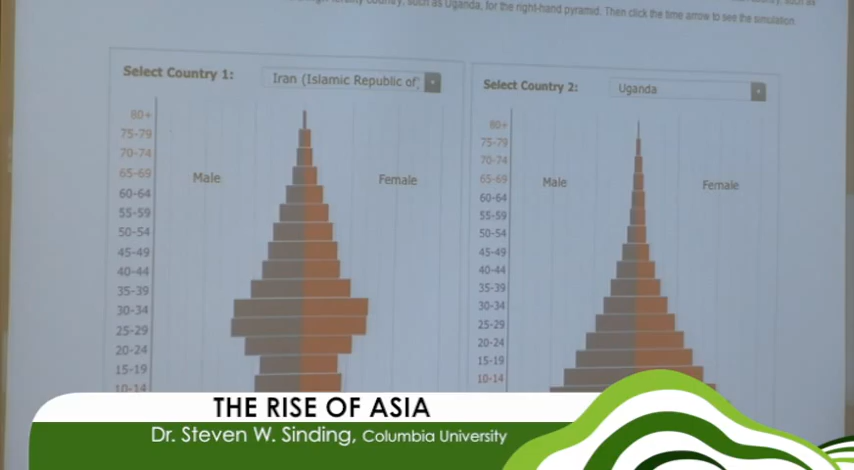 such as Uganda, for the right-hand pyramid. Then click the time arrow to see the simulation.
Select Country 1:
Iran (Islamic Republic of)
80+
75-79
70-74
65-69
60-64
55-59
50-54
45-49
40-44
35-39
30-34
25-29
20-24
15-19
10-14
Male
Female
Select Country 2:
Uganda
80+
75-79
70-74
65-69
60-64
55-59
50-54
45-49
40-44
35-39
30-34
25-29
20-24
15-19
10-14
Male
Female
THE RISE OF ASIA
Dr. Steven W. Sinding, Columbia University